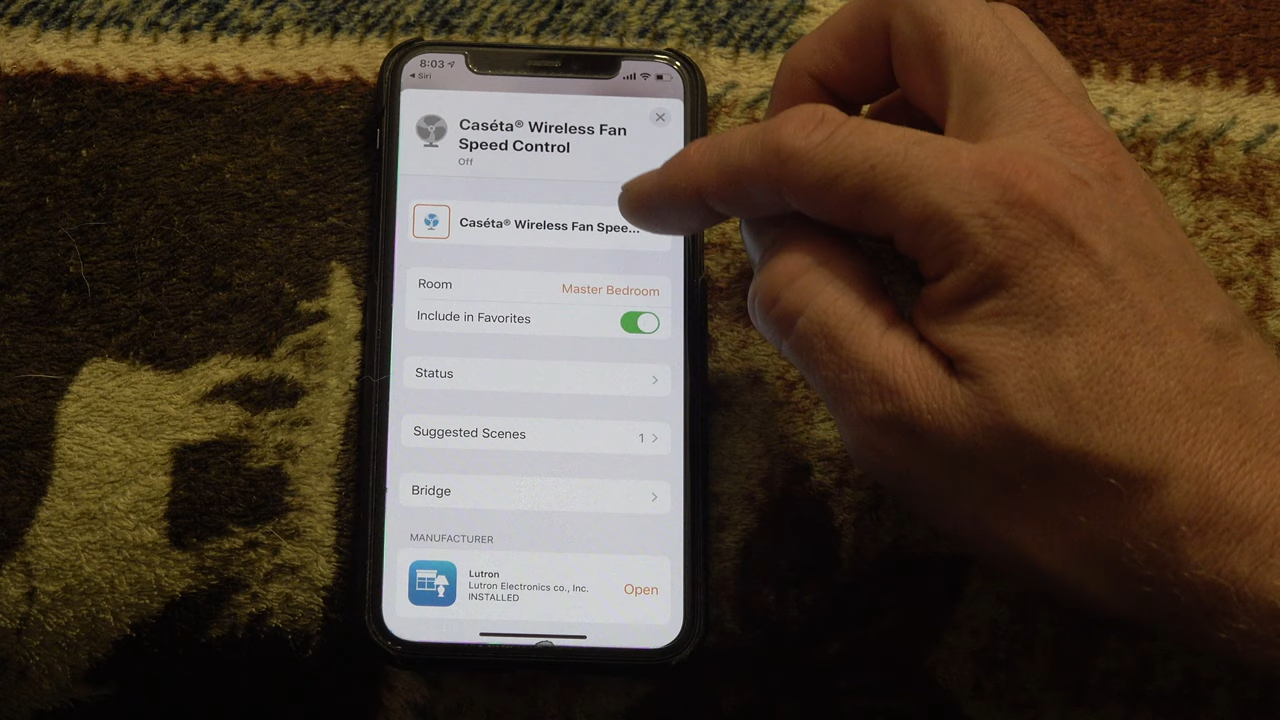 8:03
Siri
Caséta® Wireless Fan
Speed Control
Off
Caséta® Wireless Fan Spee...
Room Master Bedroom
Include in Favorites
Status
Suggested Scenes 1
Bridge
MANUFACTURER
Lutron
Lutron Electronics co., Inc.
INSTALLED
Open